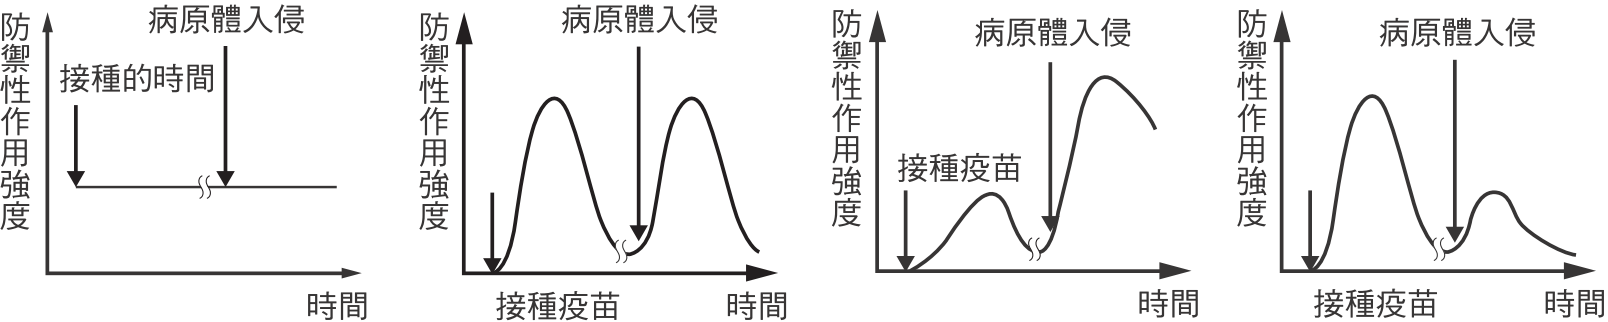 防禦性作用強度
病原體入侵
接種的時間
時間
防禦性作用強度
病原體入侵
接種疫苗
時間
防禦性作用強度
病原體入侵
接種疫苗
時間
防禦性作用強度
病原體入侵
接種疫苗
時間